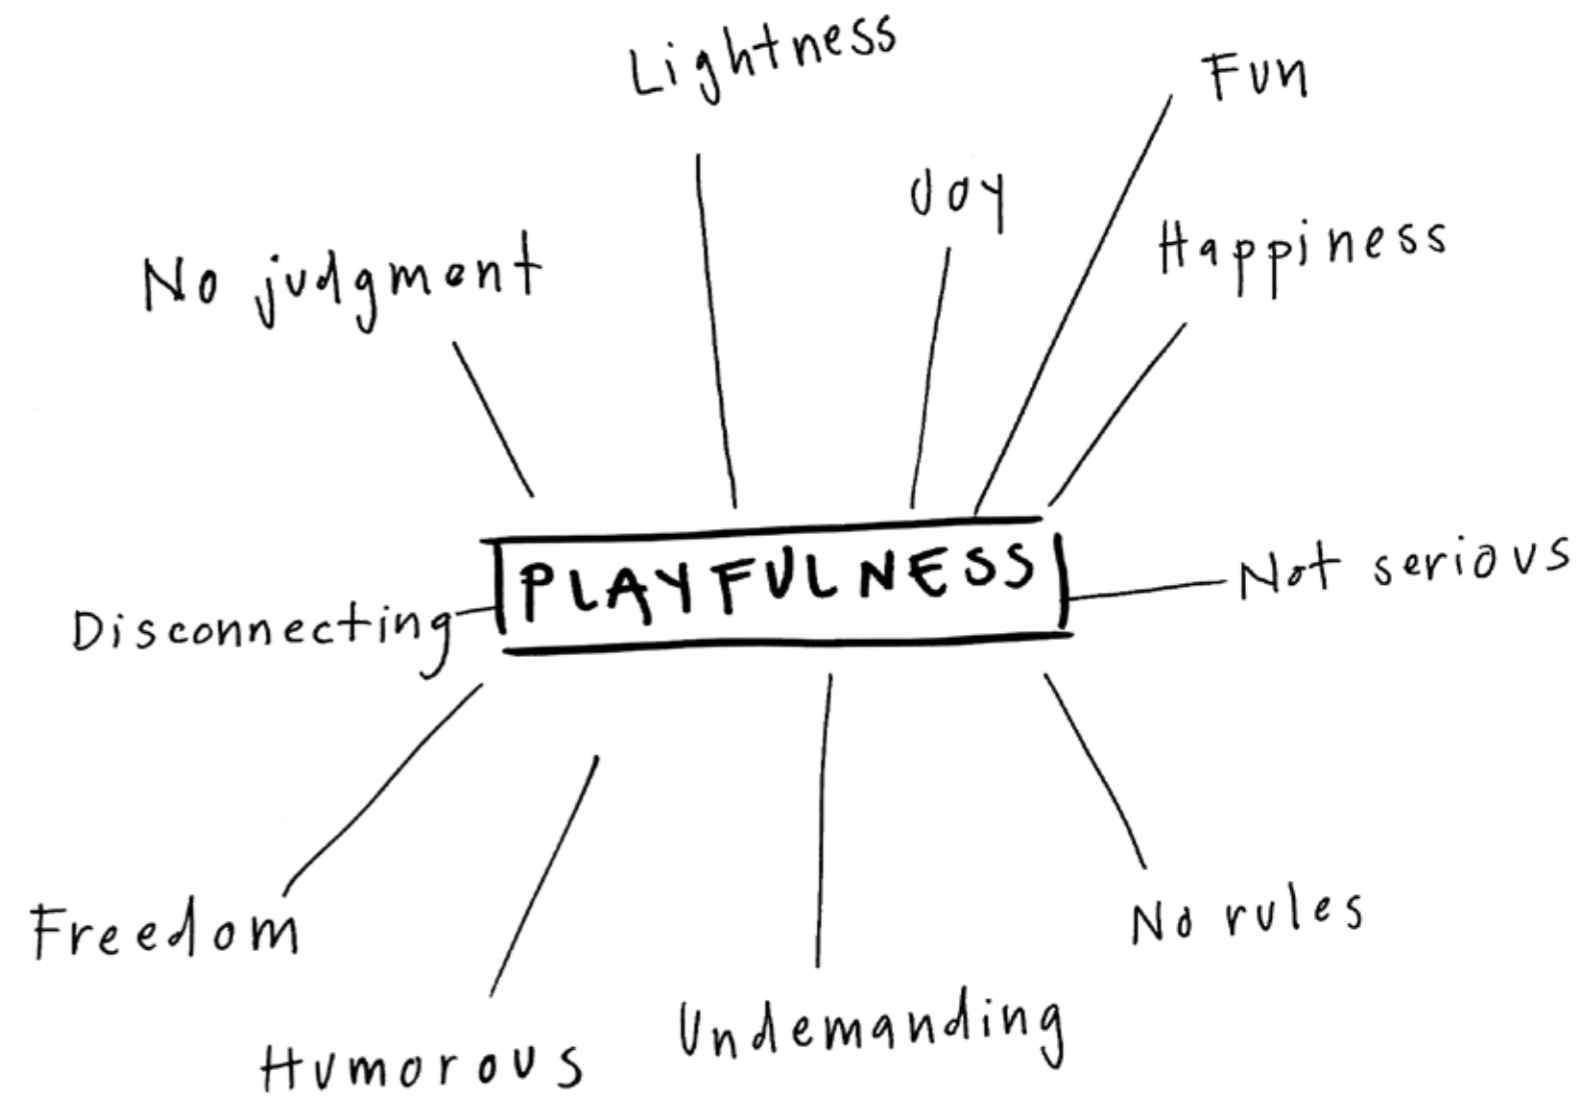 Lightness
Fun
Joy
Happiness
No judgment
PLAYFULNESS
Not serious
Disconnecting
Freedom
No rules
Undemanding
Humorous